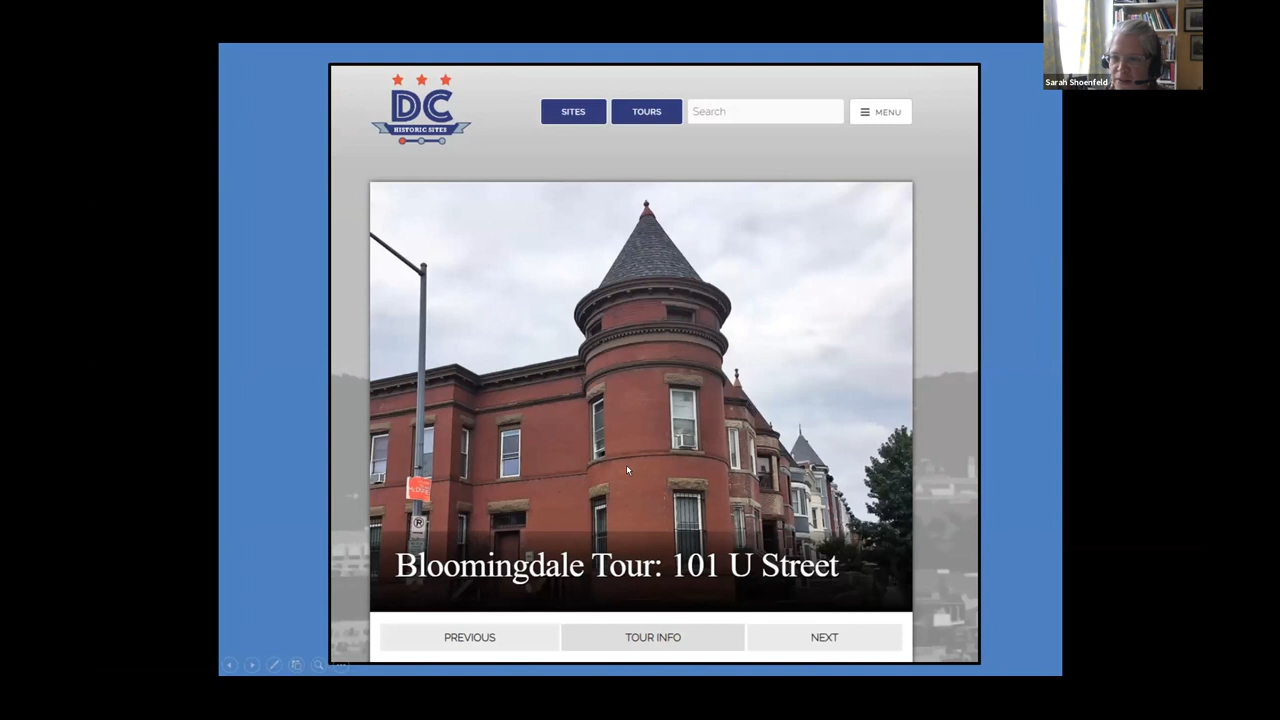 Sarah Shoenfeld
DC
HISTORIC SITES
SITES
TOURS
Search
MENU
Bloomingdale Tour: 101 U Street
PREVIOUS
TOUR INFO
NEXT